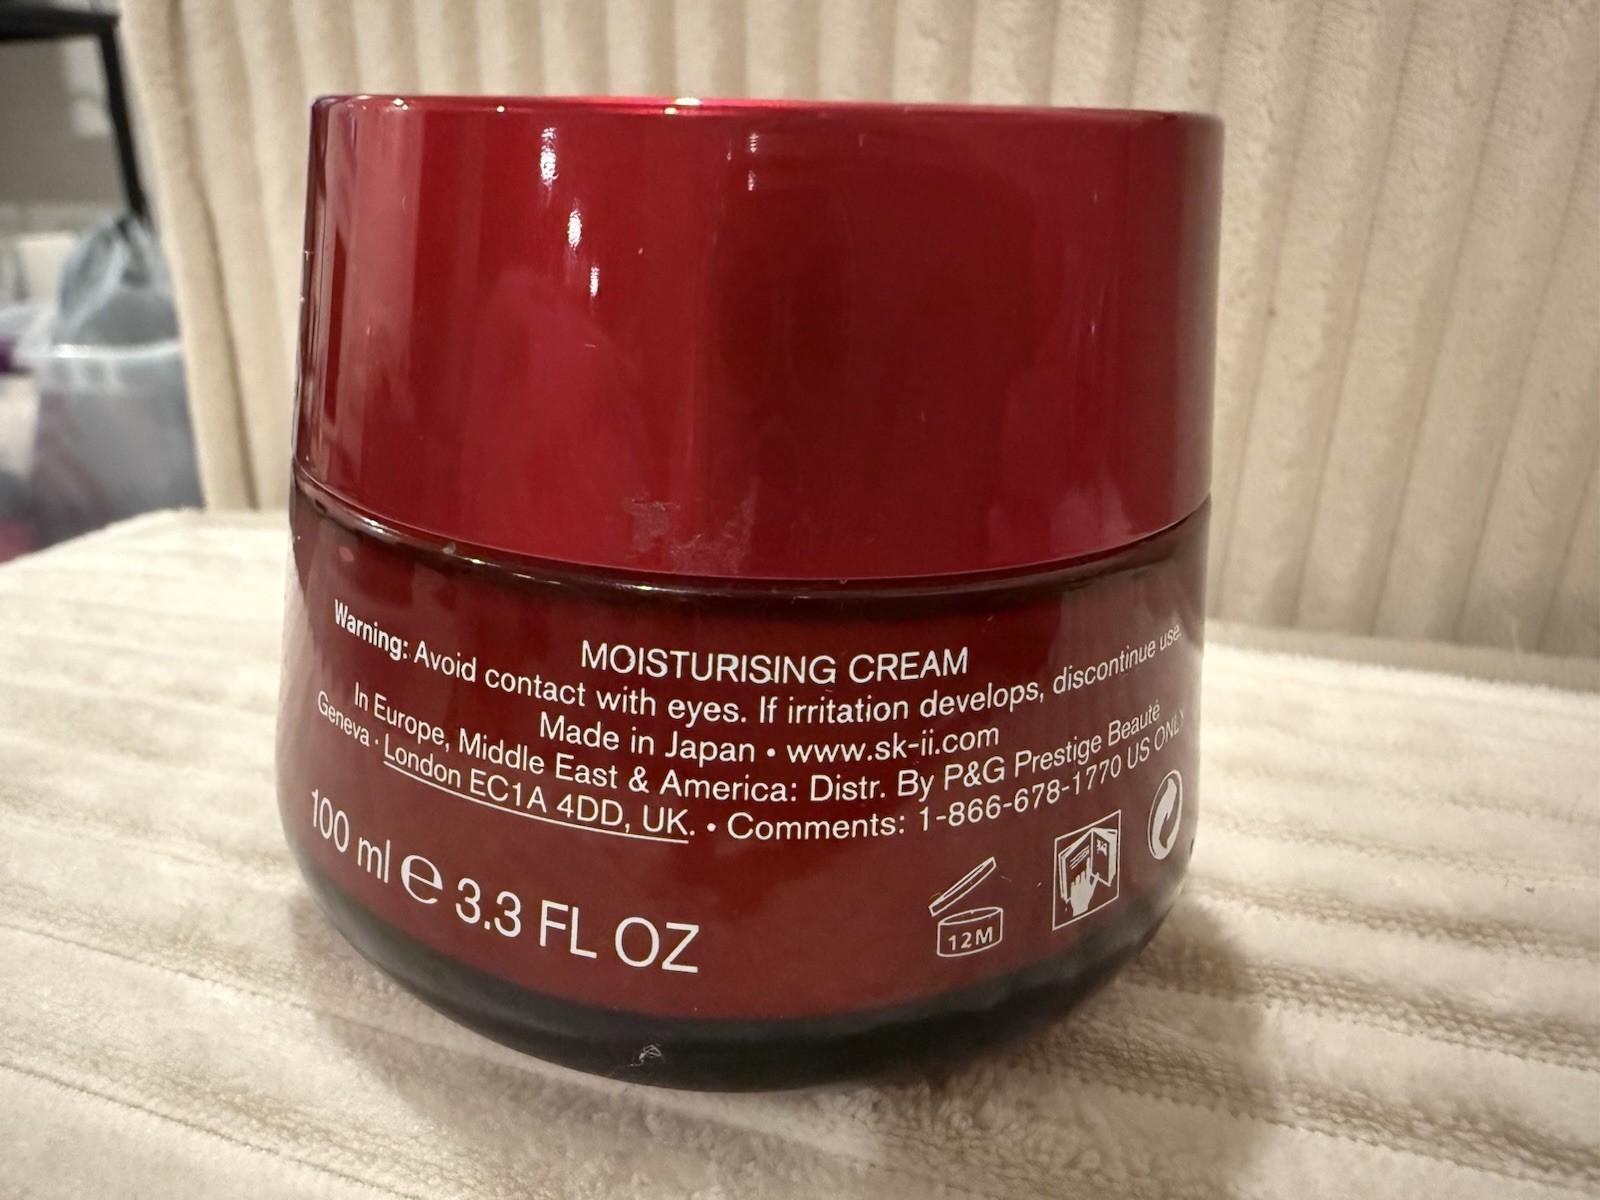 MOISTURISING CREAM
Warning: Avoid contact with eyes. If irritation develops, discontinue use.
Made in Japan • www.sk-ii.com
In Europe, Middle East & America: Distr. By P&G Prestige Beauté
Geneva · London EC1A 4DD, UK. • Comments: 1-866-678-1770 US ONLY
100 ml ℮ 3.3 FL OZ
12M